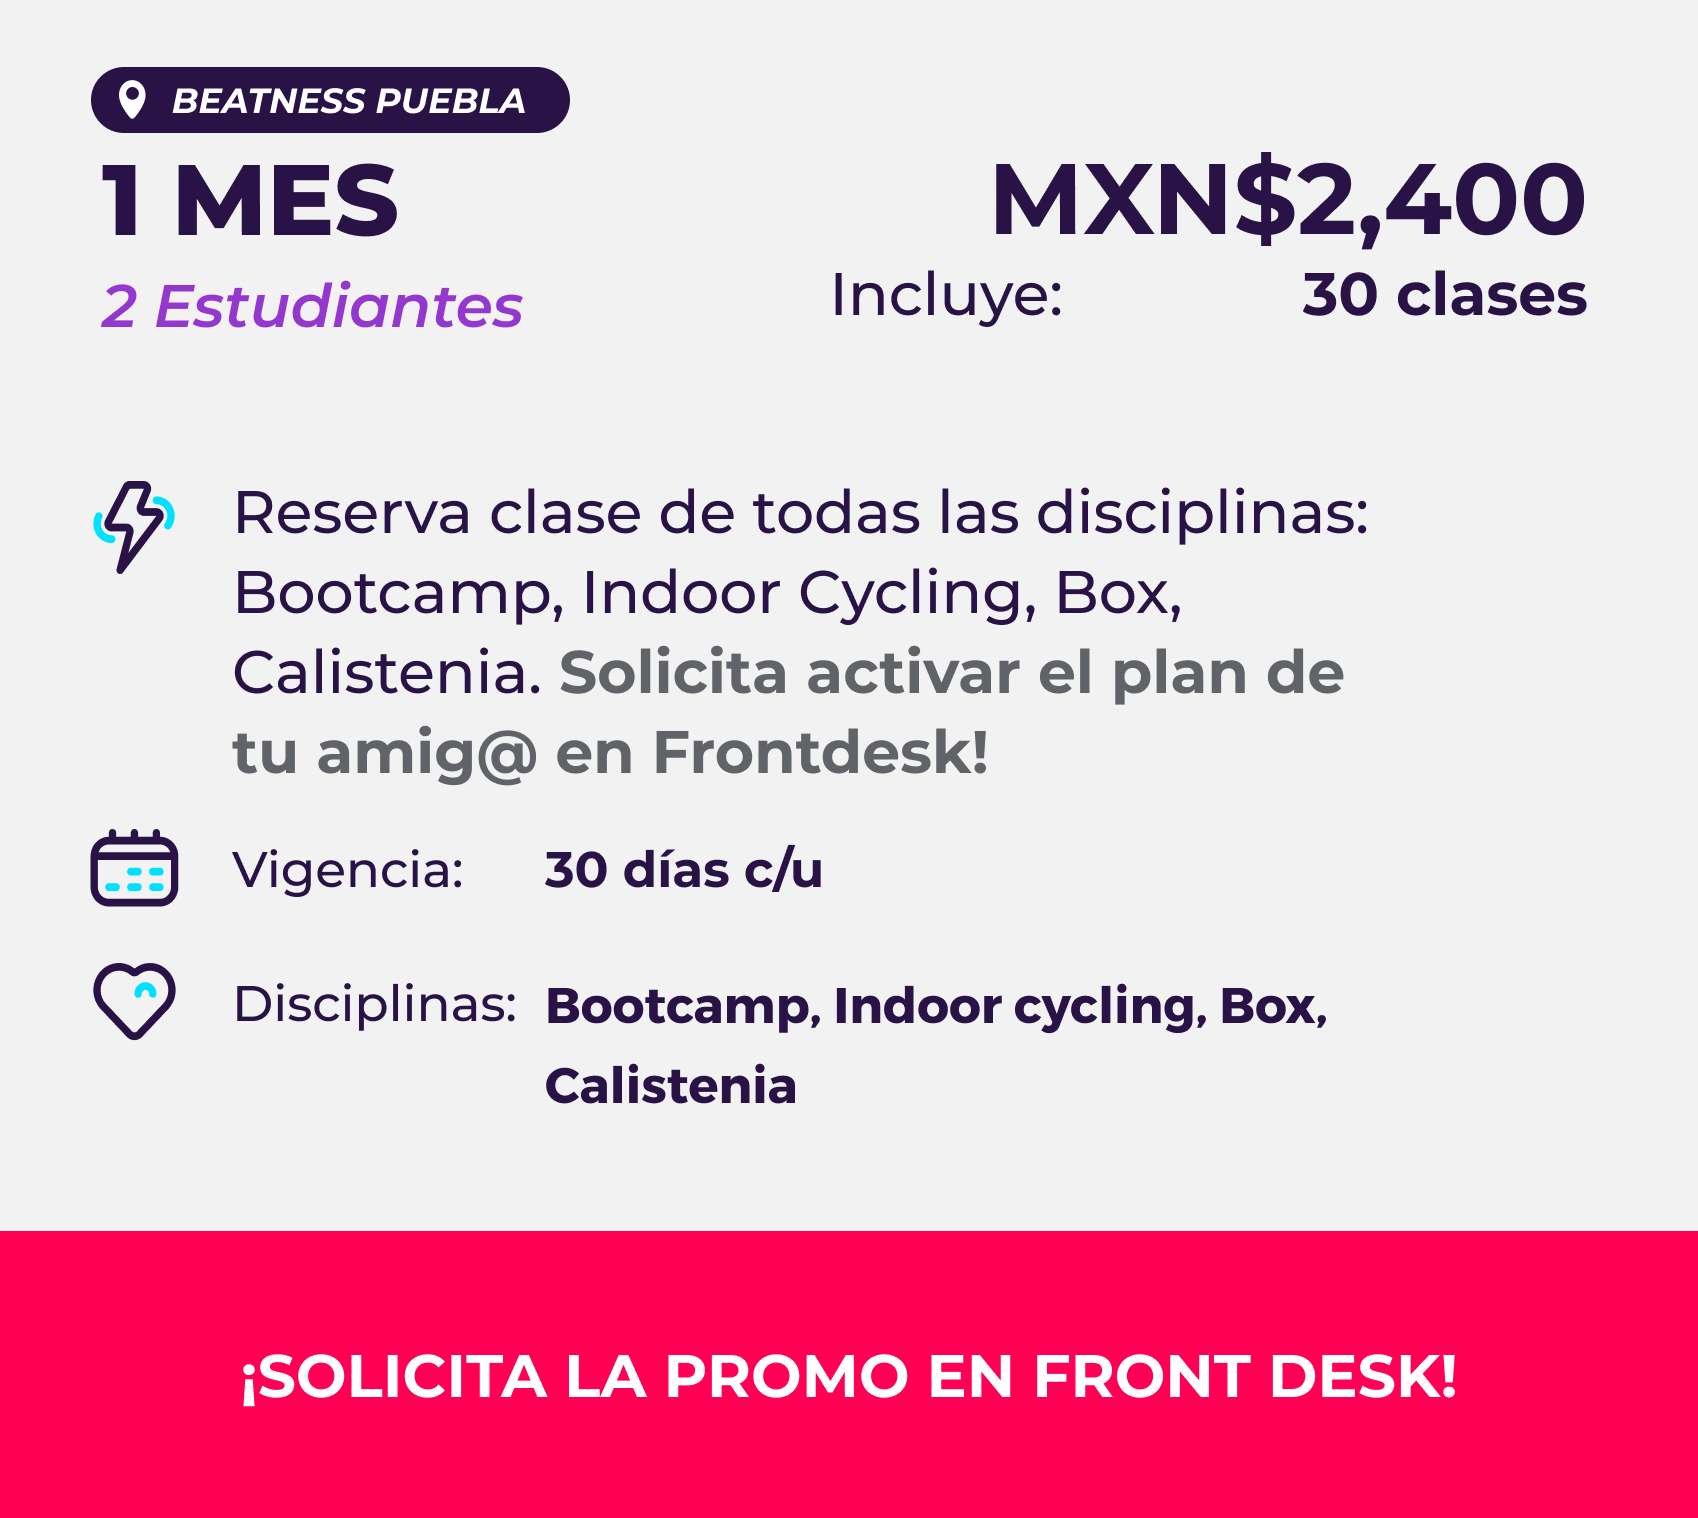 BEATNESS PUEBLA
1 MES
2 Estudiantes
MXN$2,400
Incluye: 30 clases
Reserva clase de todas las disciplinas:
Bootcamp, Indoor Cycling, Box,
Calistenia. Solicita activar el plan de
tu amig@ en Frontdesk!
Vigencia: 30 días c/u
Disciplinas: Bootcamp, Indoor cycling, Box,
Calistenia
¡SOLICITA LA PROMO EN FRONT DESK!